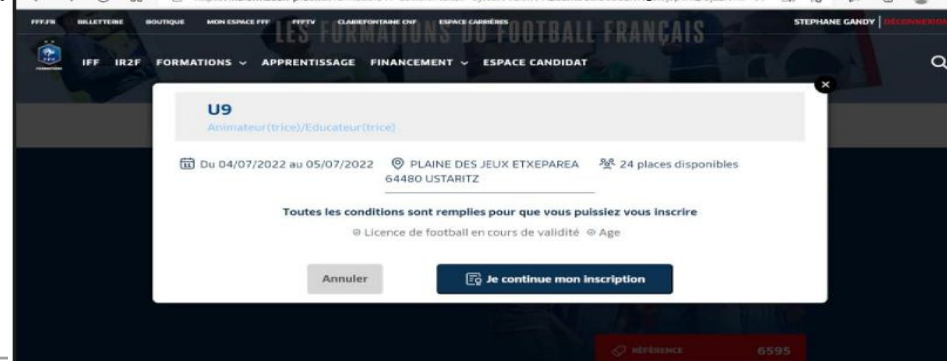 FFF.FR BILLETTERIE BOUTIQUE MON ESPACE FFF FFFTV CLAIREFONTAINE CNF ESPACE CARRIÈRES STEPHANE GANDY DÉCONNEXION
LES FORMATIONS DU FOOTBALL FRANÇAIS
IFF IR2F FORMATIONS APPRENTISSAGE FINANCEMENT ESPACE CANDIDAT
U9
Animateur(trice)/Educateur(trice)
Du 04/07/2022 au 05/07/2022 PLAINE DES JEUX ETXEPAREA 24 places disponibles
64480 USTARITZ
Toutes les conditions sont remplies pour que vous puissiez vous inscrire
Licence de football en cours de validité Age
Annuler Je continue mon inscription
RÉFÉRENCE 6595